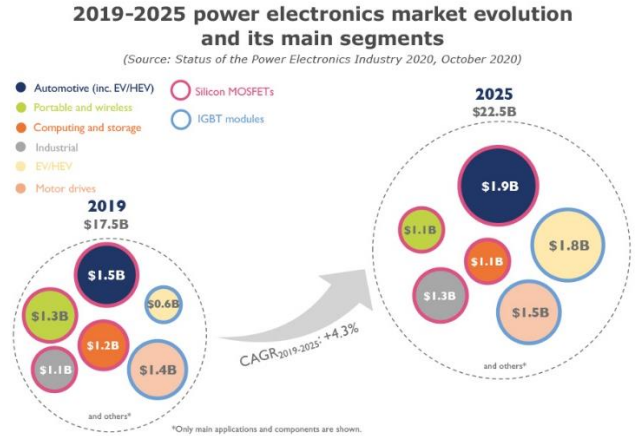 2019-2025 power electronics market evolution
and its main segments
(Source: Status of the Power Electronics Industry 2020, October 2020)
Automotive (inc. EV/HEV)
Portable and wireless
Computing and storage
Industrial
EV/HEV
Motor drives
Silicon MOSFETs
IGBT modules
2019
$17.5B
$1.5B
$0.6B
$1.3B
$1.2B
$1.1B
$1.4B
and others*
CAGR2019-2025: +4.3%
2025
$22.5B
$1.9B
$1.1B
$1.8B
$1.1B
$1.3B
$1.5B
and others*
*Only main applications and components are shown.